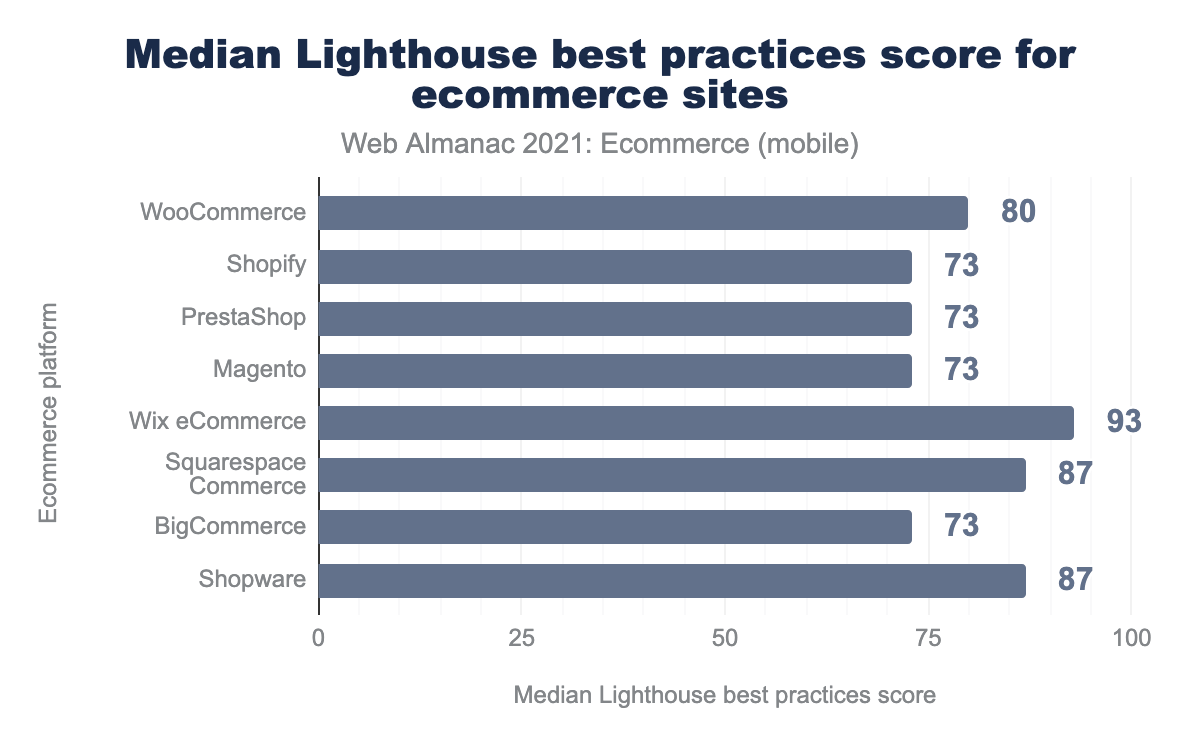 Median Lighthouse best practices score for
ecommerce sites
Web Almanac 2021: Ecommerce (mobile)
Ecommerce platform
WooCommerce 80
Shopify 73
PrestaShop 73
Magento 73
Wix eCommerce 93
Squarespace
Commerce 87
BigCommerce 73
Shopware 87
0 25 50 75 100
Median Lighthouse best practices score